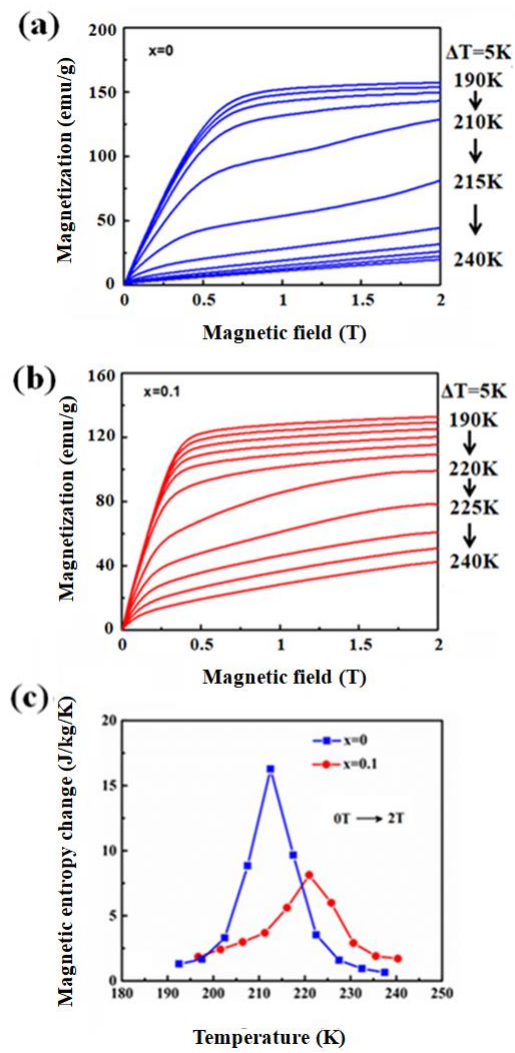 (a)
200
150
100
50
0
Magnetization (emu/g)
x=0
ΔT=5K
190K
210K
215K
240K
0 0.5 1 1.5 2
Magnetic field (T)
(b)
160
120
80
40
0
Magnetization (emu/g)
x=0.1
ΔT=5K
190K
220K
225K
240K
0 0.5 1 1.5 2
Magnetic field (T)
(c)
20
15
10
5
0
Magnetic entropy change (J/kg/K)
x=0
x=0.1
0T → 2T
180 190 200 210 220 230 240 250
Temperature (K)